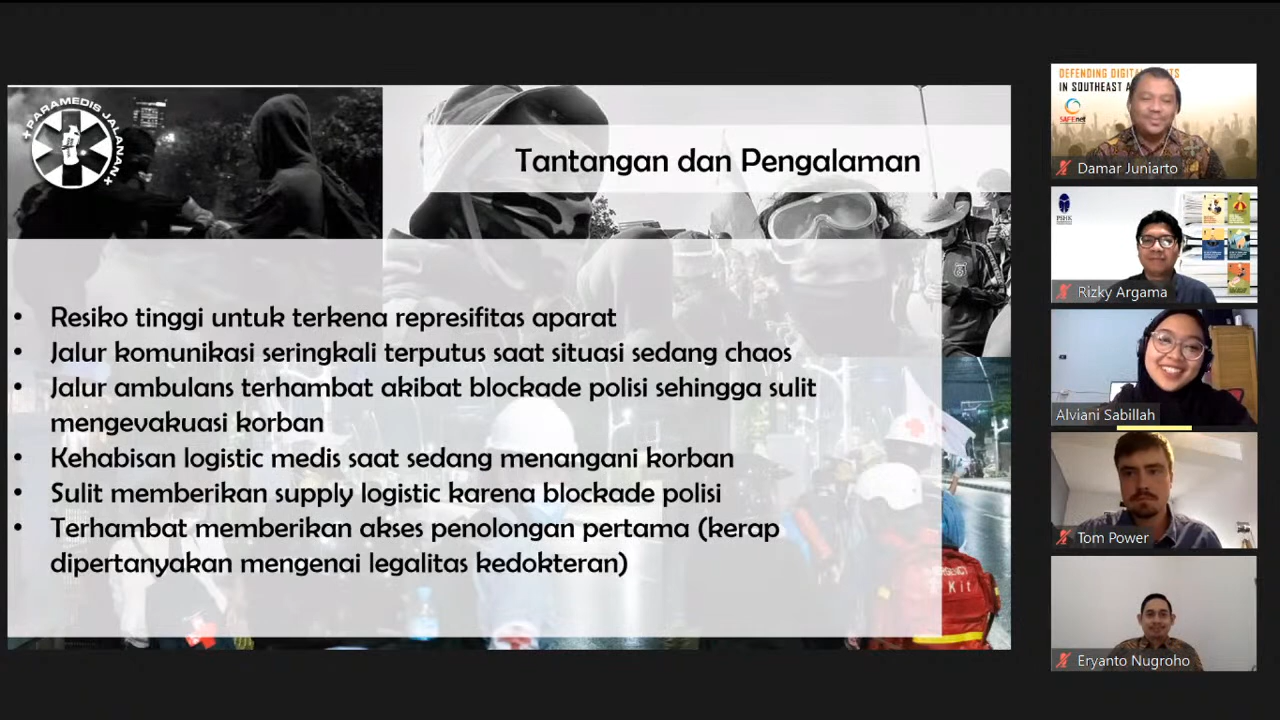 PARAMEDIS JALANAN
Tantangan dan Pengalaman
• Resiko tinggi untuk terkena represifitas aparat
• Jalur komunikasi seringkali terputus saat situasi sedang chaos
• Jalur ambulans terhambat akibat blockade polisi sehingga sulit
mengevakuasi korban
• Kehabisan logistic medis saat sedang menangani korban
• Sulit memberikan supply logistic karena blockade polisi
• Terhambat memberikan akses penolongan pertama (kerap
dipertanyakan mengenai legalitas kedokteran)
Kit
DEFENDING DIGITAL
IN SOUTHEAST
SAFEnet
Damar Juniarto
PSHK
Rizky Argama
Alviani Sabillah
Tom Power
Eryanto Nugroho